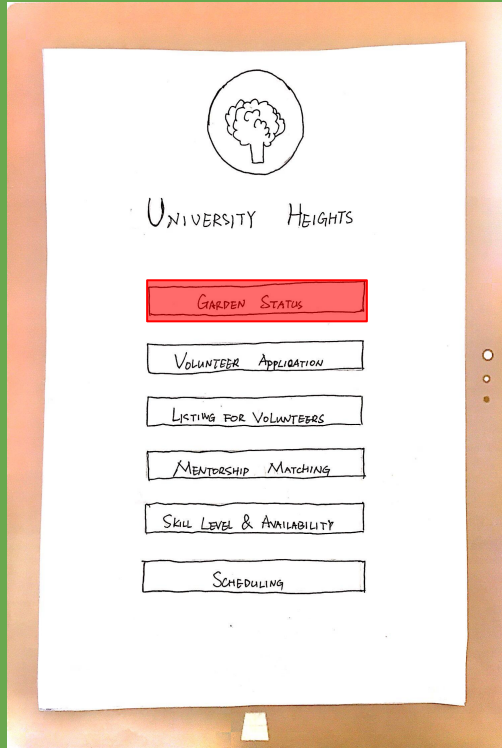 UNIVERSITY HEIGHTS
GARDEN STATUS
VOLUNTEER APPLICATION
LISTING FOR VOLUNTEERS
MENTORSHIP MATCHING
SKILL LEVEL & AVAILABILITY
SCHEDULING